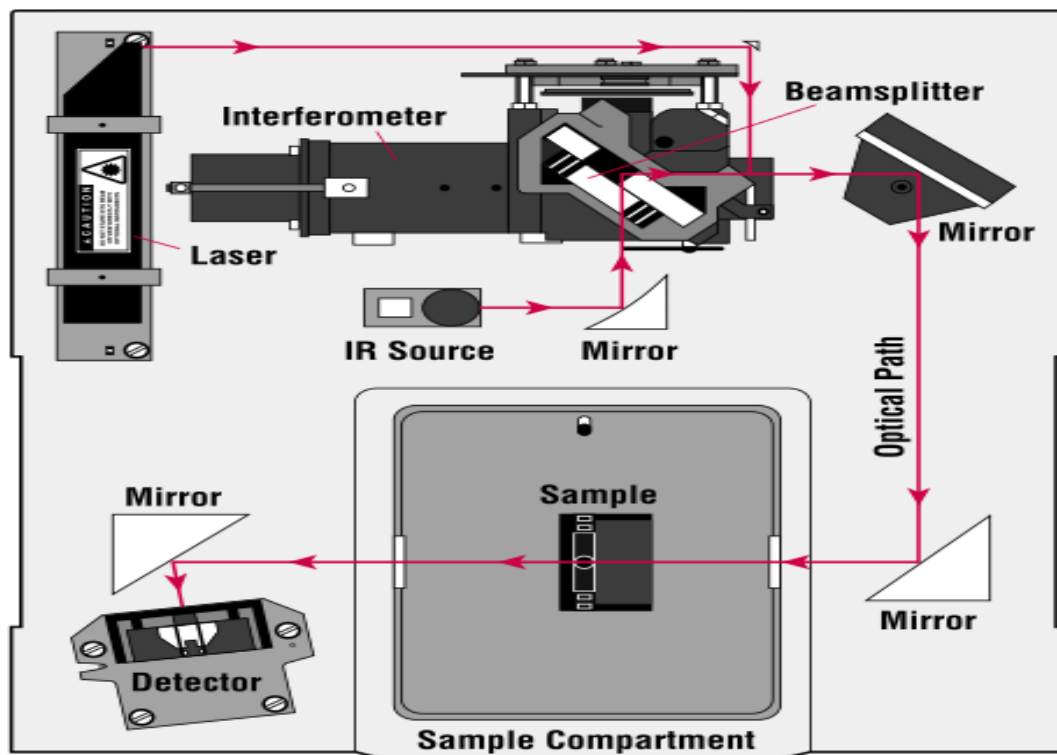 Interferometer
Beamsplitter
CAUTION
Laser
Mirror
IR Source
Mirror
Optical Path
Sample
Mirror
Mirror
Detector
Sample Compartment